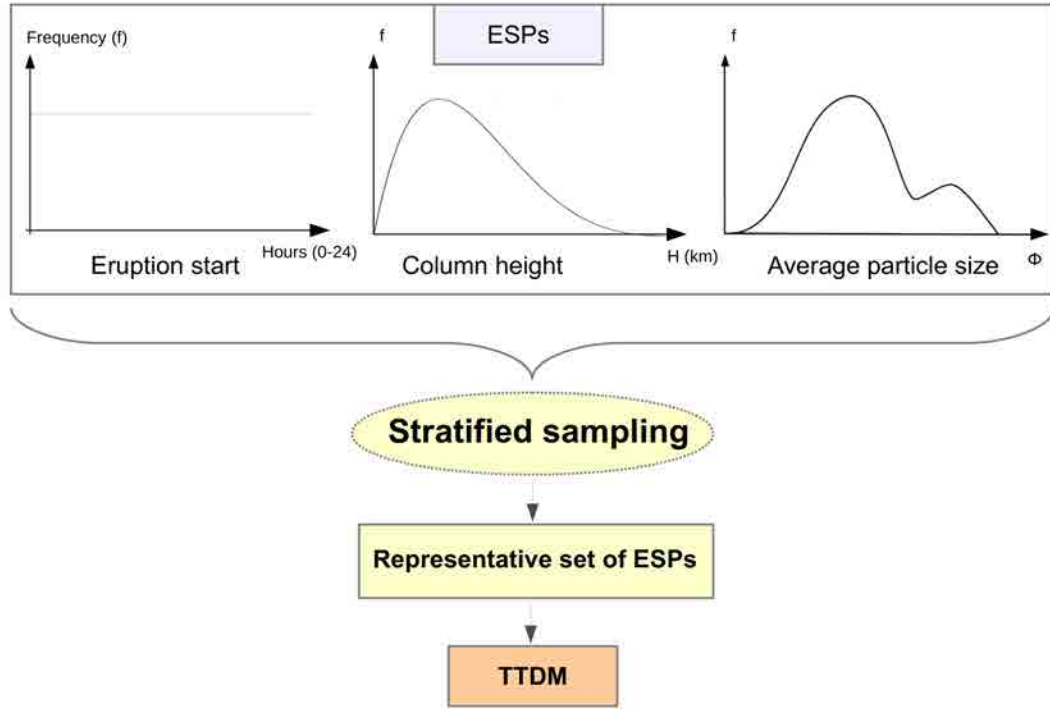 ESPs
Frequency (f)
Hours (0-24)
Eruption start
f
H (km)
Column height
f
Φ
Average particle size
Stratified sampling
Representative set of ESPs
TTDM